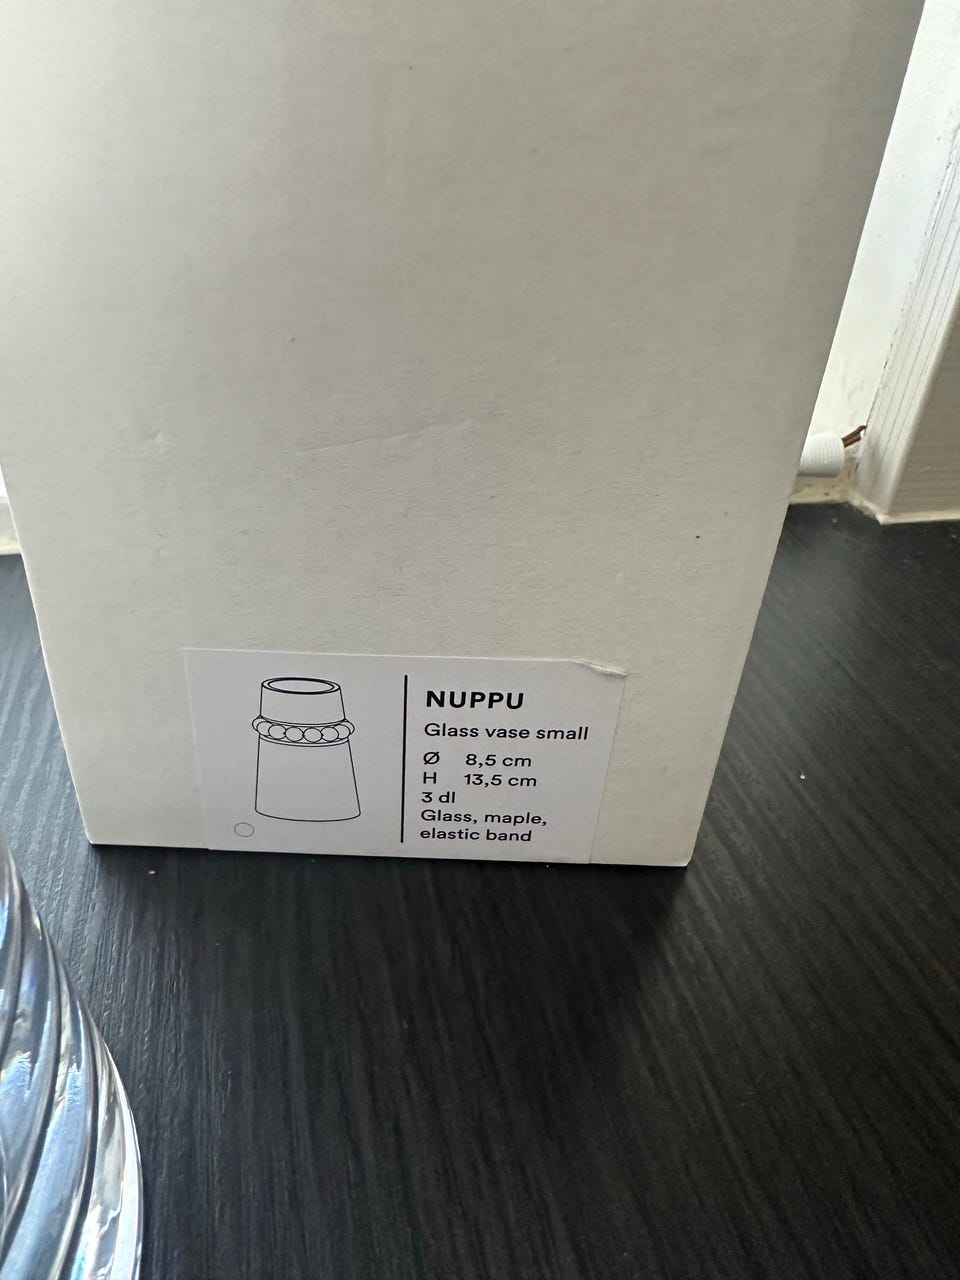 NUPPU
Glass vase small
Ø 8,5 cm
H 13,5 cm
3 dl
Glass, maple,
elastic band